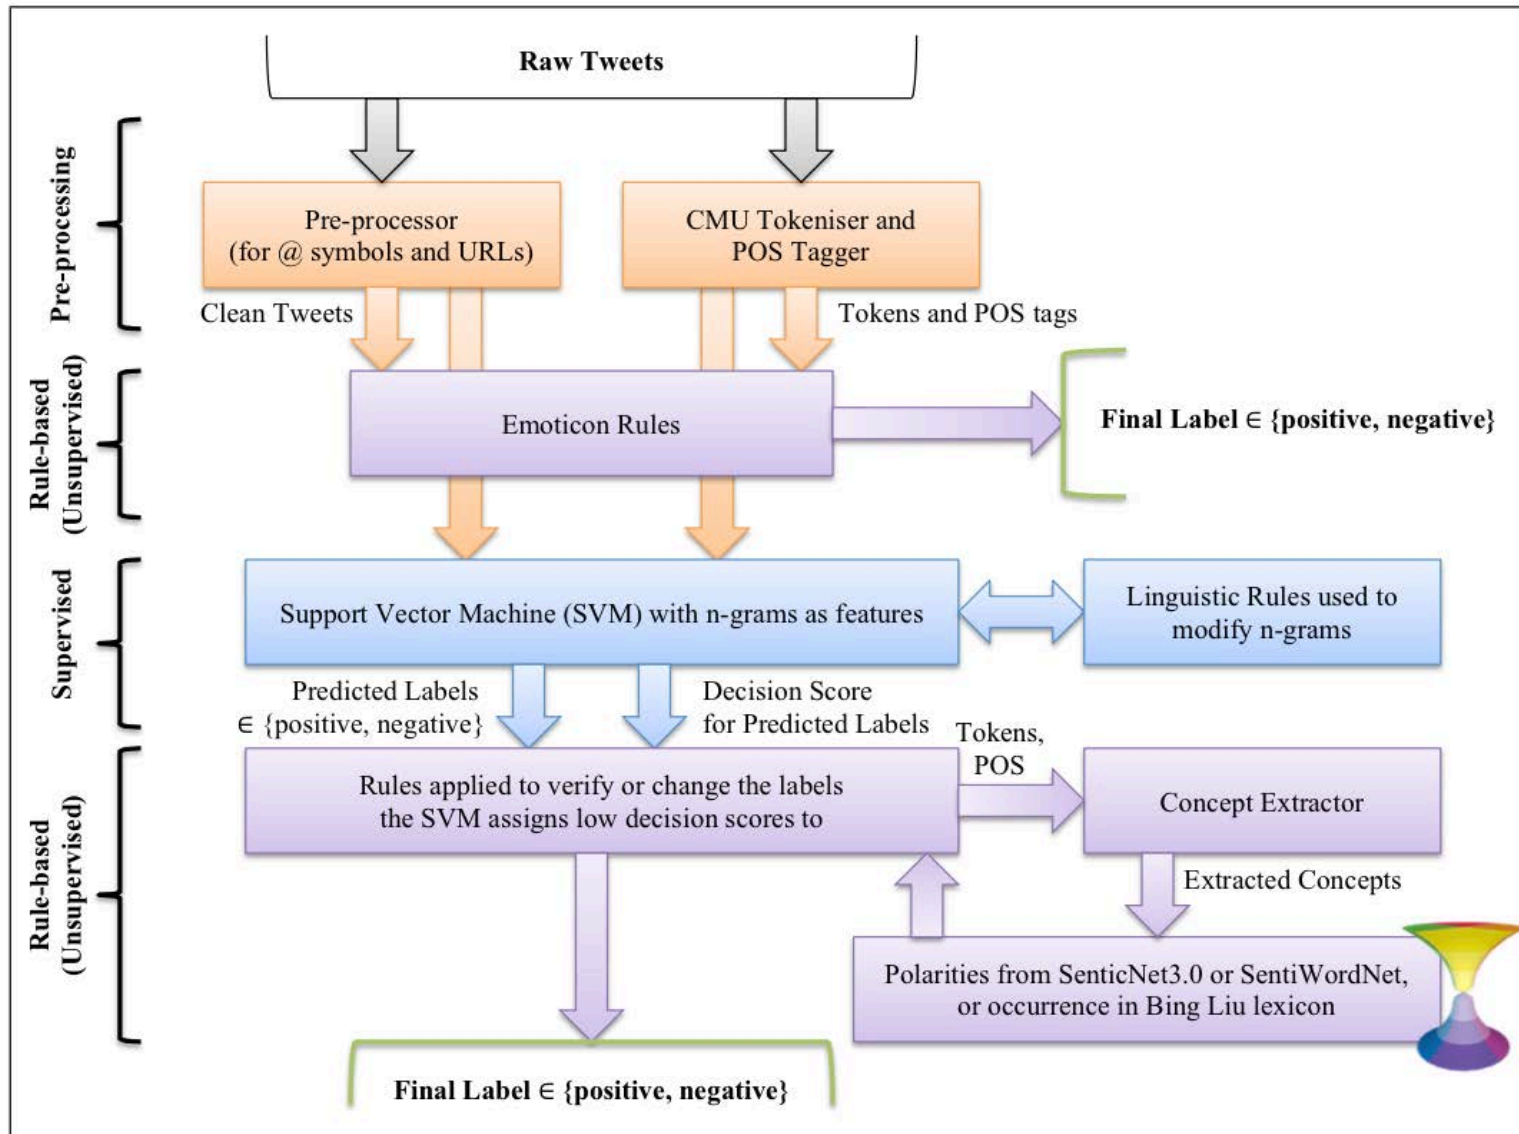 Raw Tweets
Pre-processing
Pre-processor
(for @ symbols and URLs)
CMU Tokeniser and
POS Tagger
Clean Tweets
Tokens and POS tags
Rule-based
(Unsupervised)
Emoticon Rules
Final Label ∈ {positive, negative}
Supervised
Support Vector Machine (SVM) with n-grams as features
Linguistic Rules used to
modify n-grams
Predicted Labels
∈ {positive, negative}
Decision Score
for Predicted Labels
Rule-based
(Unsupervised)
Rules applied to verify or change the labels
the SVM assigns low decision scores to
Tokens,
POS
Concept Extractor
Extracted Concepts
Polarities from SenticNet3.0 or SentiWordNet,
or occurrence in Bing Liu lexicon
Final Label ∈ {positive, negative}